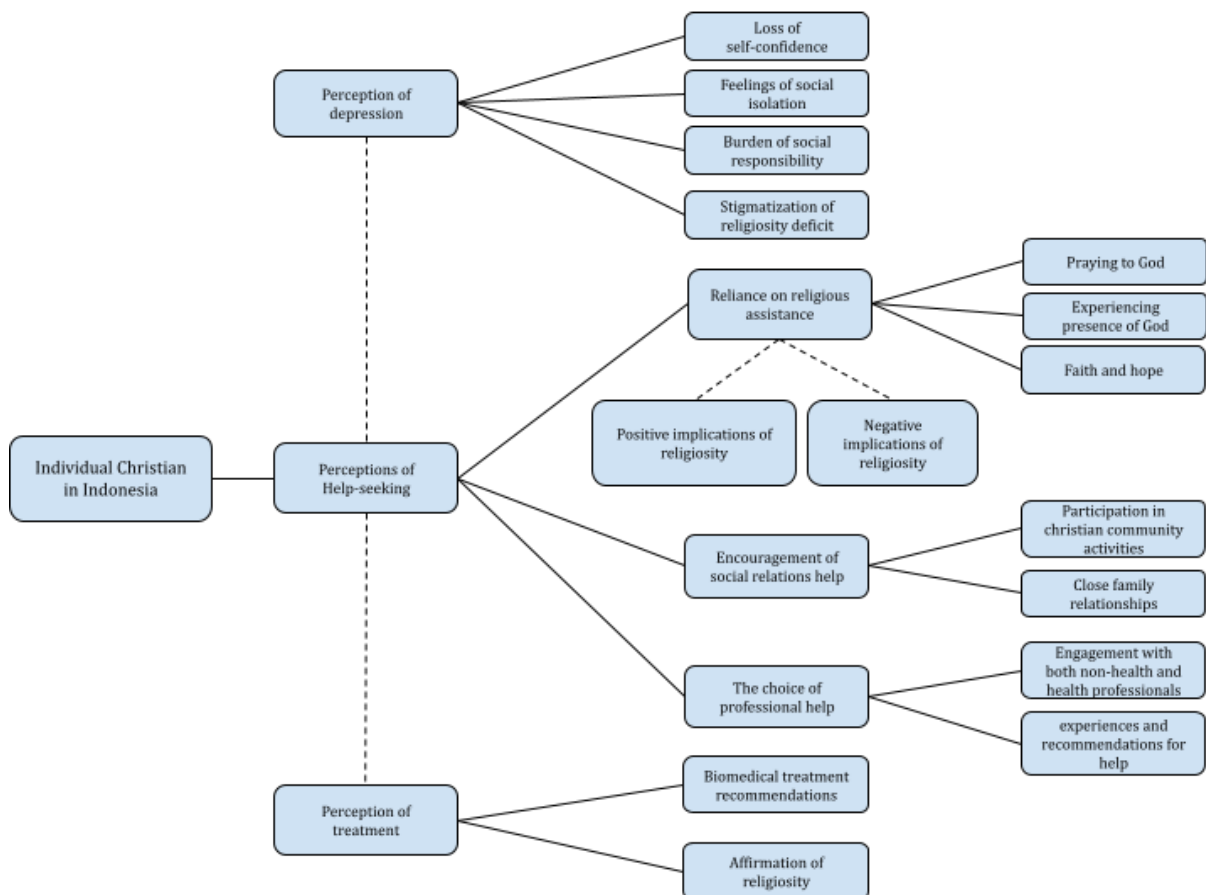 Loss of
self-confidence
Perception of
depression
Feelings of social
isolation
Burden of social
responsibility
Stigmatization of
religiosity deficit
Reliance on religious
assistance
Praying to God
Experiencing
presence of God
Faith and hope
Positive implications of
religiosity
Negative
implications of
religiosity
Individual Christian
in Indonesia
Perceptions of
Help-seeking
Encouragement of
social relations help
Participation in
christian community
activities
Close family
relationships
The choice of
professional help
Engagement with
both non-health and
health professionals
experiences and
recommendations for
help
Perception of
treatment
Biomedical treatment
recommendations
Affirmation of
religiosity